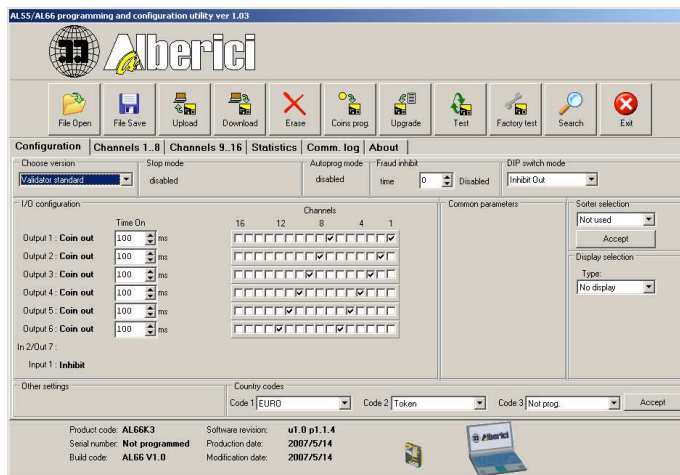 AL55/AL66 programming and configuration utility ver 1.03
Alberici
File Open File Save Upload Download Erase Coins prog. Upgrade Test Factory test Search Exit
Configuration Channels 1..8 Channels 9..16 Statistics Comm. log About
Choose version Stop mode Autoprog mode Fraud inhibit DIP switch mode
Validator standard disabled disabled time 0 Disabled Inhibit Out
I/O configuration Channels Common parameters Sorter selection
Time On 16 12 8 4 1 Not used
Output 1 : Coin out 100 ms Accept
Output 2 : Coin out 100 ms Display selection
Output 3 : Coin out 100 ms Type:
Output 4 : Coin out 100 ms No display
Output 5 : Coin out 100 ms
Output 6 : Coin out 100 ms
In 2/Out 7 :
Input 1 : Inhibit
Other settings Country codes
Code 1 EURO Code 2 Token Code 3 Not prog. Accept
Product code: AL66K3 Software revision: u1.0 p1.1.4
Serial number: Not programmed Production date: 2007/5/14
Build code: AL66 V1.0 Modification date: 2007/5/14
Alberici